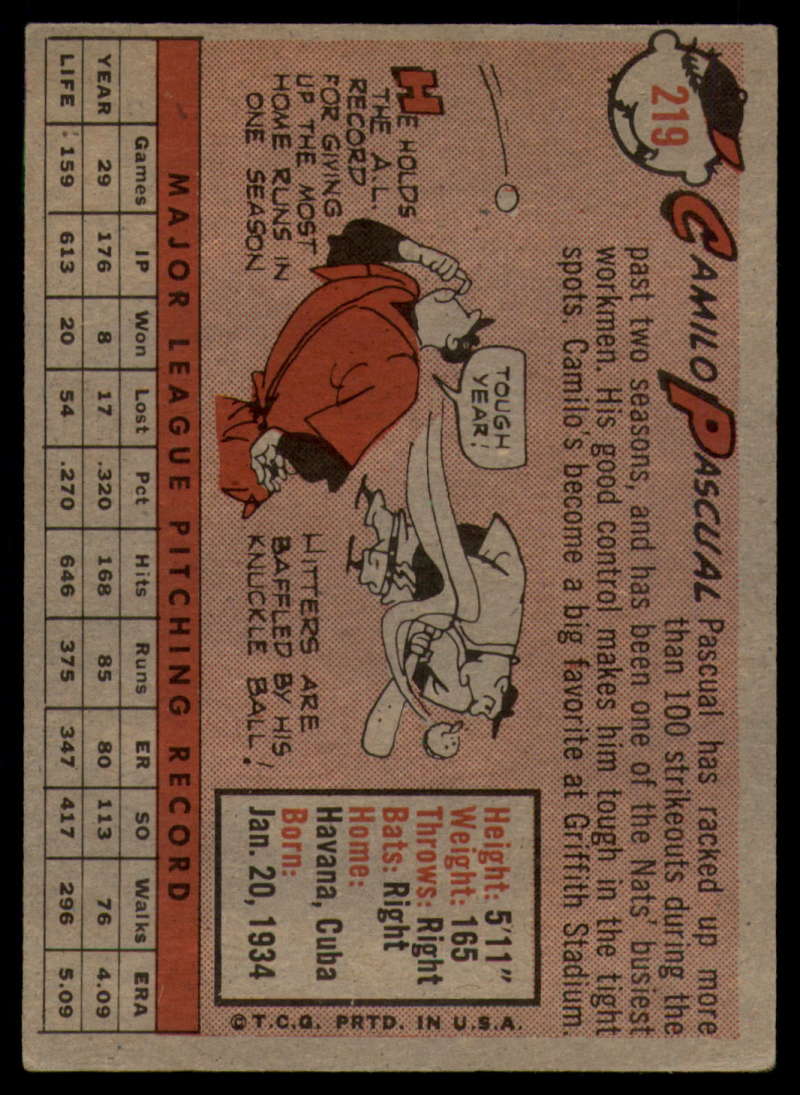 219
CAMILO PASCUAL
Pascual has racked up more
than 100 strikeouts during the
past two seasons, and has been one of the Nats' busiest
workmen. His good control makes him tough in the tight
spots. Camilo's become a big favorite at Griffith Stadium.
HE HOLDS
THE A.L.
RECORD
FOR GIVING
UP THE MOST
HOME RUNS IN
ONE SEASON
TOUGH
YEAR!
HITTERS ARE
BAFFLED BY HIS
KNUCKLE BALL!
Height: 5'11"
Weight: 165
Throws: Right
Bats: Right
Home:
Havana, Cuba
Born:
Jan. 20, 1934
© T.C.G. PRTD. IN U.S.A.
MAJOR LEAGUE PITCHING RECORD
Games IP Won Lost Pct Hits Runs ER SO Walks ERA
YEAR 29 176 8 17 .320 168 85 80 113 76 4.09
LIFE 159 613 20 54 .270 646 375 347 417 296 5.09